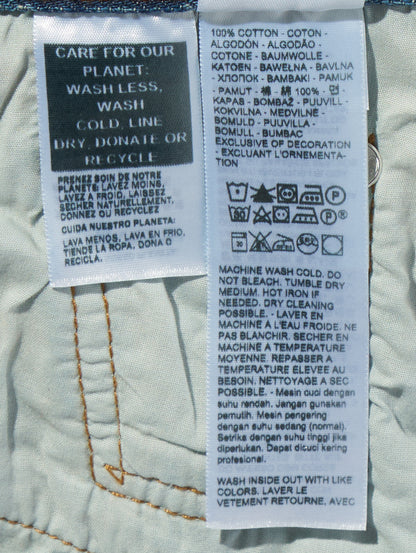 CARE FOR OUR
PLANET:
WASH LESS,
WASH
COLD, LINE
DRY, DONATE OR
RECYCLE
PRENEZ SOIN DE NOTRE
PLANÈTE: LAVEZ MOINS,
LAVEZ A FROID, LAISSEZ
SECHER NATURELLEMENT,
DONNEZ OU RECYCLEZ
CUIDA NUESTRO PLANETA:
LAVA MENOS, LAVA EN FRIO,
TIENDE LA ROPA, DONA O
RECICLA.
100% COTTON - COTON -
ALGODÓN - ALGODÃO -
COTONE - BAUMWOLLE -
KATOEN - BAWEŁNA - BAVLNA
- ХЛОПОК - BAMBAKI - PAMUK
- PAMUT - 棉 - 綿 - 100% - 면
KAPAS - BOMBAŽ - PUUVILL -
KOKVILNA - MEDVILNĖ -
BOMULD - PUUVILLA -
BOMULL - BUMBAC
EXCLUSIVE OF DECORATION
- EXCLUANT L'ORNEMENTA-
TION
MACHINE WASH COLD. DO
NOT BLEACH. TUMBLE DRY
MEDIUM. HOT IRON IF
NEEDED. DRY CLEANING
POSSIBLE. - LAVER EN
MACHINE À L'EAU FROIDE. NE
PAS BLANCHIR. SECHER EN
MACHINE A TEMPERATURE
MOYENNE. REPASSER A
TEMPERATURE ÉLEVÉE AU
BESOIN. NETTOYAGE A SEC
POSSIBLE. - Mesin cuci dengan
suhu rendah. Jangan gunakan
pemutih. Mesin pengering
dengan suhu sedang (normal).
Setrika dengan suhu tinggi jika
diperlukan. Dapat dicuci kering
profesional.
WASH INSIDE OUT WITH LIKE
COLORS. LAVER LE
VETEMENT RETOURNE, AVEC